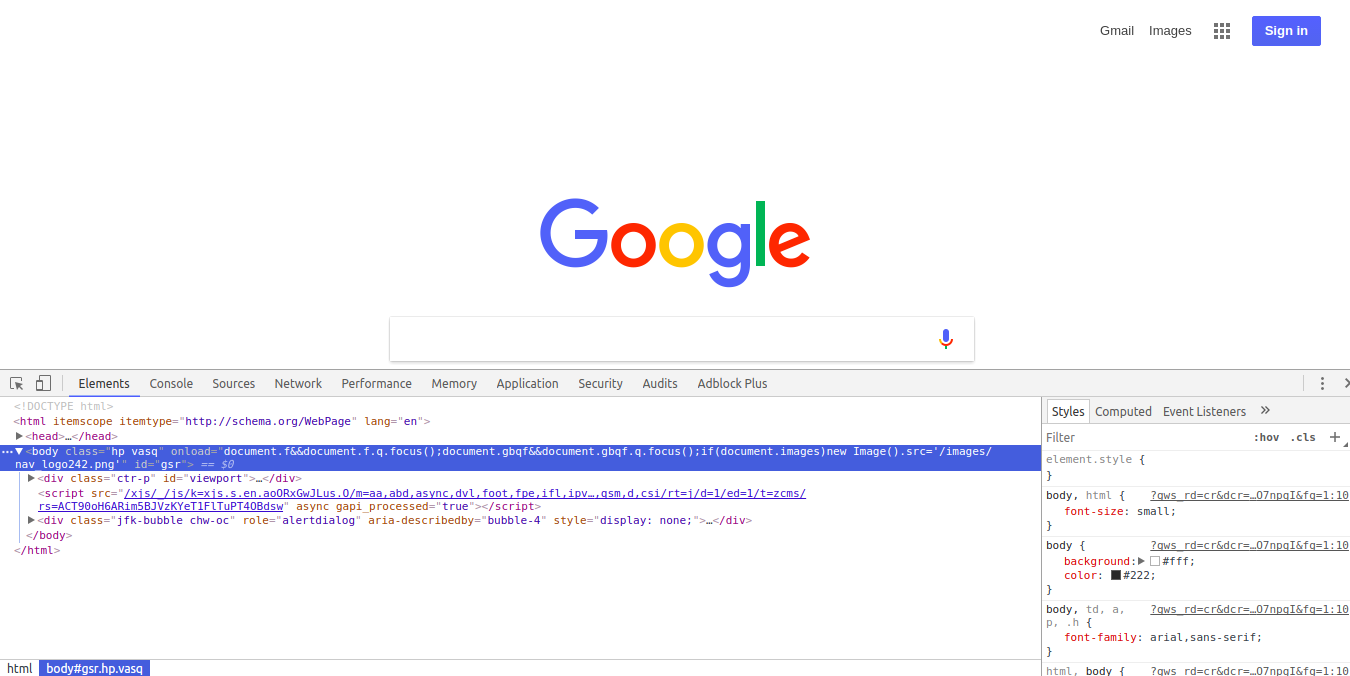 Gmail Images Sign in
Google
Elements Console Sources Network Performance Memory Application Security Audits Adblock Plus
<!DOCTYPE html>
<html itemscope itemtype="http://schema.org/WebPage" lang="en">
<head>…</head>
<body class="hp vasq" onload="document.f&&document.f.q.focus();document.gbqf&&document.gbqf.q.focus();if(document.images)new Image().src='/images/
nav_logo242.png'" id="gsr"> == $0
<div class="ctr-p" id="viewport">…</div>
<script src="/xjs/_/js/k=xjs.s.en.aoORxGwJLus.O/m=aa,abd,async,dvl,foot,fpe,ifl,ipv…,qsm,d,csi/rt=j/d=1/ed=1/t=zcms/
rs=ACT90oH6ARim5BJVzKYeT1FlTuPT4OBdsw" async gapi_processed="true"></script>
<div class="jfk-bubble chw-oc" role="alertdialog" aria-describedby="bubble-4" style="display: none;">…</div>
</body>
</html>
html body#gsr.hp.vasq
Styles Computed Event Listeners »
Filter :hov .cls +
element.style {
}
body, html { ?gws_rd=cr&dcr=…O7npgI&fg=1:10
font-size: small;
}
body { ?gws_rd=cr&dcr=…O7npgI&fg=1:10
background: #fff;
color: #222;
}
body, td, a, ?gws_rd=cr&dcr=…O7npgI&fg=1:10
p, .h {
font-family: arial,sans-serif;
}
html, body { ?gws_rd=cr&dcr=…O7npgI&fg=1:10